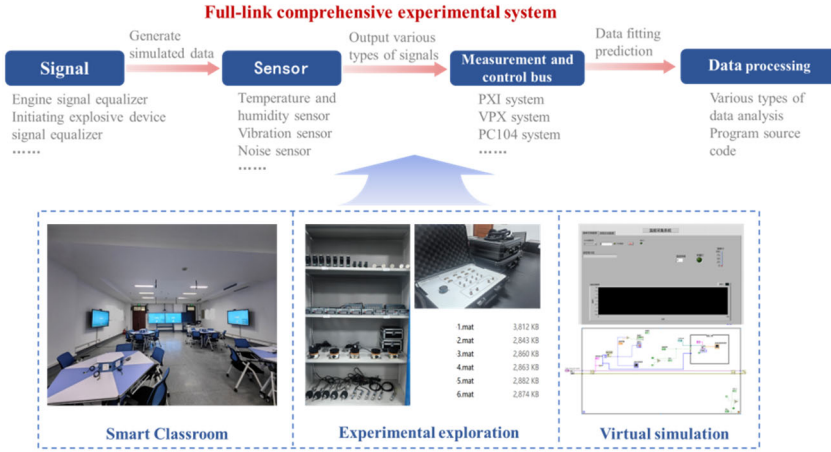 Full-link comprehensive experimental system
Generate
simulated data
Output various
types of signals
Data fitting
prediction
Signal
Sensor
Measurement and
control bus
Data processing
Engine signal equalizer
Initiating explosive device
signal equalizer
……
Temperature and
humidity sensor
Vibration sensor
Noise sensor
……
PXI system
VPX system
PC104 system
……
Various types of
data analysis
Program source
code
1.mat 3,812 KB
2.mat 2,843 KB
3.mat 2,860 KB
4.mat 2,863 KB
5.mat 2,882 KB
6.mat 2,874 KB
Smart Classroom
Experimental exploration
Virtual simulation